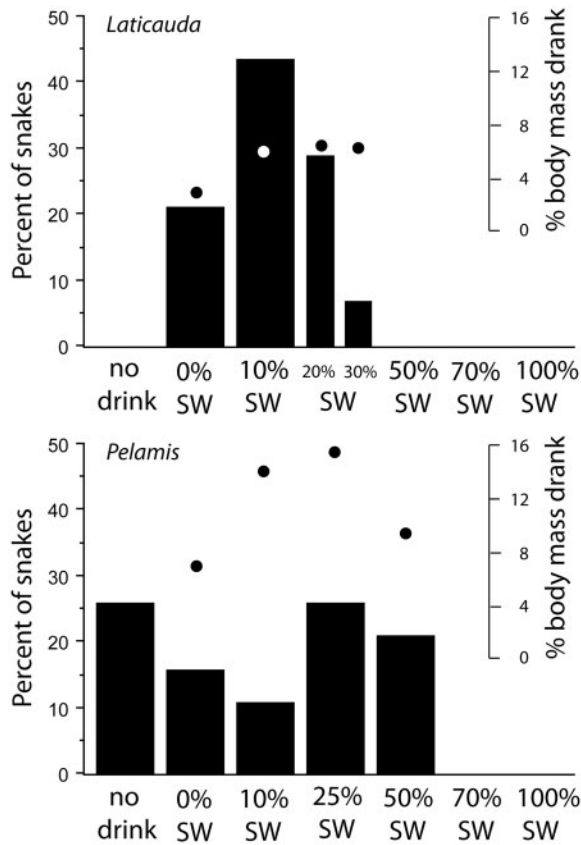 Laticauda
Percent of snakes
50
40
30
20
10
0
16
12
8
4
0
% body mass drank
no 0% 10% 20% 30% 50% 70% 100%
drink SW SW SW SW SW SW
Pelamis
Percent of snakes
50
40
30
20
10
0
16
12
8
4
0
% body mass drank
no 0% 10% 25% 50% 70% 100%
drink SW SW SW SW SW SW